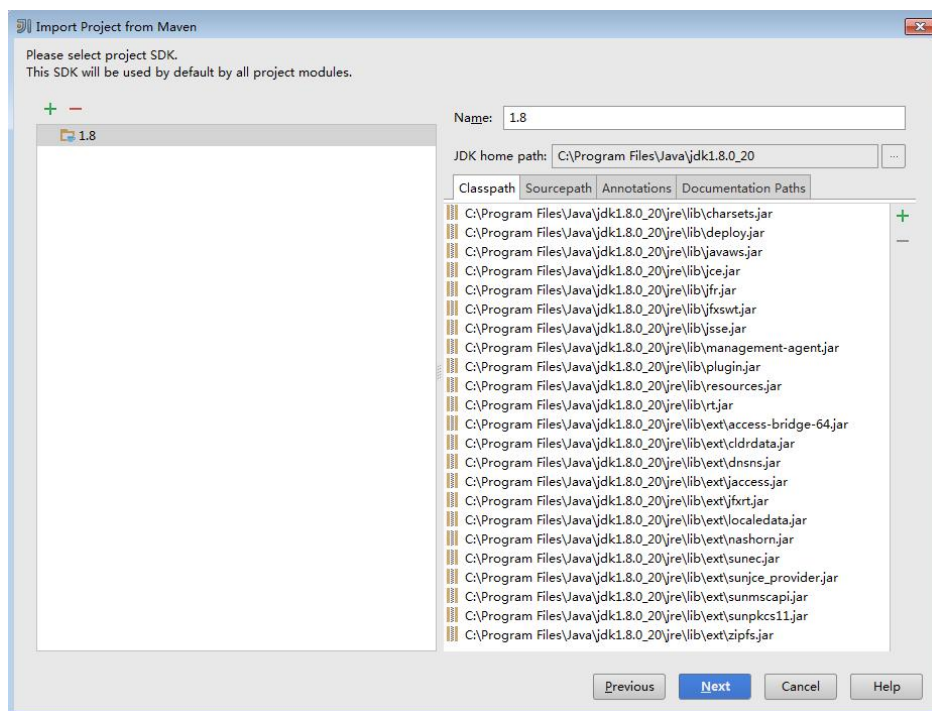 Import Project from Maven
Please select project SDK.
This SDK will be used by default by all project modules.
1.8
Name: 1.8
JDK home path: C:\Program Files\Java\jdk1.8.0_20 ...
Classpath Sourcepath Annotations Documentation Paths
C:\Program Files\Java\jdk1.8.0_20\jre\lib\charsets.jar
C:\Program Files\Java\jdk1.8.0_20\jre\lib\deploy.jar
C:\Program Files\Java\jdk1.8.0_20\jre\lib\javaws.jar
C:\Program Files\Java\jdk1.8.0_20\jre\lib\jce.jar
C:\Program Files\Java\jdk1.8.0_20\jre\lib\jfr.jar
C:\Program Files\Java\jdk1.8.0_20\jre\lib\jfxswt.jar
C:\Program Files\Java\jdk1.8.0_20\jre\lib\jsse.jar
C:\Program Files\Java\jdk1.8.0_20\jre\lib\management-agent.jar
C:\Program Files\Java\jdk1.8.0_20\jre\lib\plugin.jar
C:\Program Files\Java\jdk1.8.0_20\jre\lib\resources.jar
C:\Program Files\Java\jdk1.8.0_20\jre\lib\rt.jar
C:\Program Files\Java\jdk1.8.0_20\jre\lib\ext\access-bridge-64.jar
C:\Program Files\Java\jdk1.8.0_20\jre\lib\ext\cldrdata.jar
C:\Program Files\Java\jdk1.8.0_20\jre\lib\ext\dnsns.jar
C:\Program Files\Java\jdk1.8.0_20\jre\lib\ext\jaccess.jar
C:\Program Files\Java\jdk1.8.0_20\jre\lib\ext\jfxrt.jar
C:\Program Files\Java\jdk1.8.0_20\jre\lib\ext\localedata.jar
C:\Program Files\Java\jdk1.8.0_20\jre\lib\ext\nashorn.jar
C:\Program Files\Java\jdk1.8.0_20\jre\lib\ext\sunec.jar
C:\Program Files\Java\jdk1.8.0_20\jre\lib\ext\sunjce_provider.jar
C:\Program Files\Java\jdk1.8.0_20\jre\lib\ext\sunmscapi.jar
C:\Program Files\Java\jdk1.8.0_20\jre\lib\ext\sunpkcs11.jar
C:\Program Files\Java\jdk1.8.0_20\jre\lib\ext\zipfs.jar
Previous Next Cancel Help